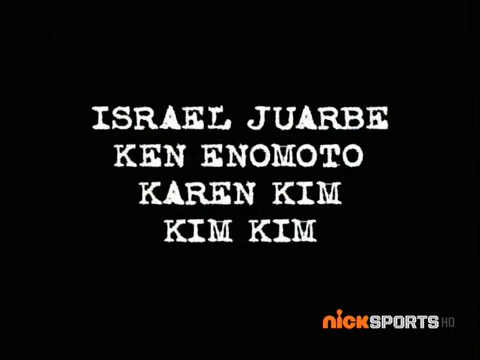 ISRAEL JUARBE
KEN ENOMOTO
KAREN KIM
KIM KIM
nickSPORTS HD